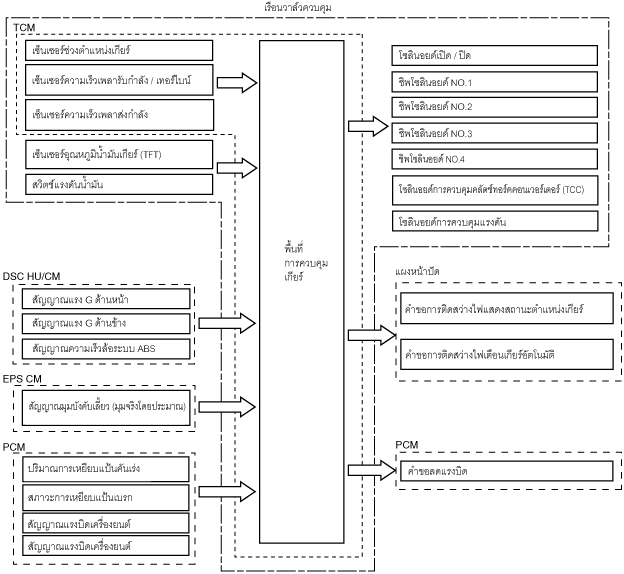 เรือนวาล์วควบคุม
TCM
เซ็นเซอร์ช่วงตำแหน่งเกียร์
เซ็นเซอร์ความเร็วเพลารับกำลัง / เทอร์ไบน์
เซ็นเซอร์ความเร็วเพลาส่งกำลัง
เซ็นเซอร์อุณหภูมิน้ำมันเกียร์ (TFT)
สวิตช์แรงดันน้ำมัน
DSC HU/CM
สัญญาณแรง G ด้านหน้า
สัญญาณแรง G ด้านข้าง
สัญญาณความเร็วล้อระบบ ABS
EPS CM
สัญญาณมุมบังคับเลี้ยว (มุมจริงโดยประมาณ)
PCM
ปริมาณการเหยียบแป้นคันเร่ง
สภาวะการเหยียบแป้นเบรก
สัญญาณแรงบิดเครื่องยนต์
สัญญาณแรงบิดเครื่องยนต์
พื้นที่
การควบคุม
เกียร์
โซลินอยด์เปิด / ปิด
ชิฟโซลินอยด์ NO.1
ชิฟโซลินอยด์ NO.2
ชิฟโซลินอยด์ NO.3
ชิฟโซลินอยด์ NO.4
โซลินอยด์การควบคุมคลัตช์ทอร์คคอนเวอร์เตอร์ (TCC)
โซลินอยด์การควบคุมแรงดัน
แผงหน้าปัด
คำขอการติดสว่างไฟแสดงสถานะตำแหน่งเกียร์
คำขอการติดสว่างไฟเตือนเกียร์อัตโนมัติ
PCM
คำขอลดแรงบิด